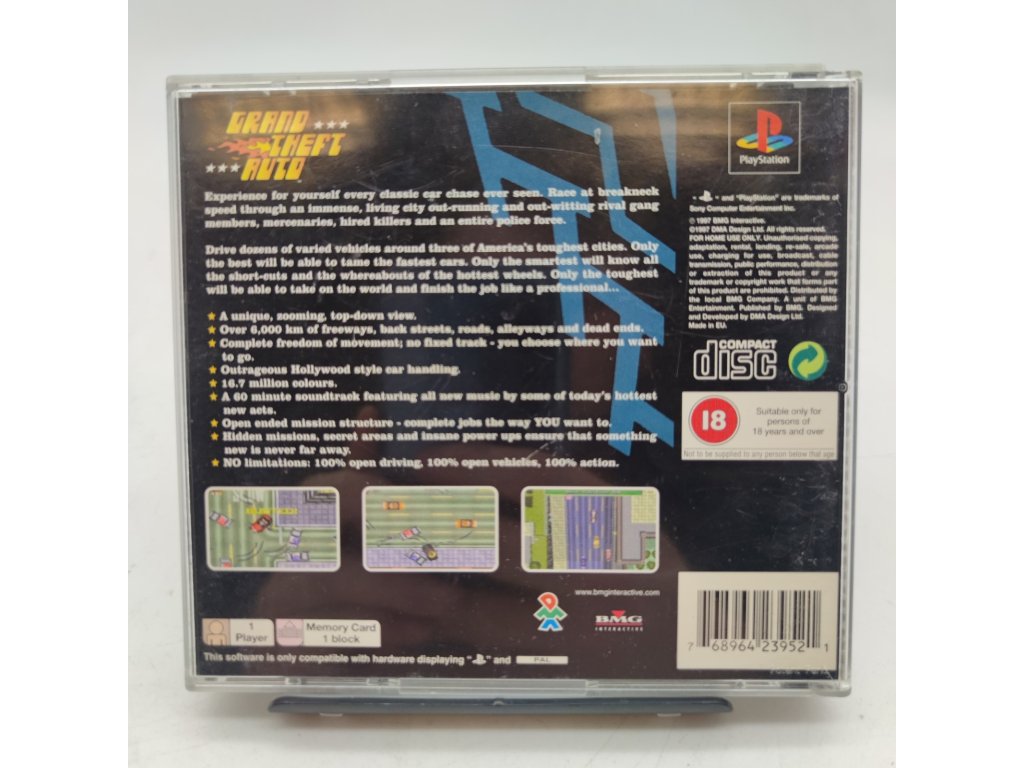 GRAND
THEFT
AUTO
PlayStation
Experience for yourself every classic car chase ever seen. Race at breakneck
speed through an immense, living city out-running and out-witting rival gang
members, mercenaries, hired killers and an entire police force.
Drive dozens of varied vehicles around three of America's toughest cities. Only
the best will be able to tame the fastest cars. Only the smartest will know all
the short-cuts and the whereabouts of the hottest wheels. Only the toughest
will be able to take on the world and finish the job like a professional...
★ A unique, zooming, top-down view.
★ Over 6,000 km of freeways, back streets, roads, alleyways and dead ends.
★ Complete freedom of movement; no fixed track - you choose where you want
to go.
★ Outrageous Hollywood style car handling.
★ 16.7 million colours.
★ A 60 minute soundtrack featuring all new music by some of today's hottest
new acts.
★ Open ended mission structure - complete jobs the way YOU want to.
★ Hidden missions, secret areas and insane power ups ensure that something
new is never far away.
★ NO limitations: 100% open driving, 100% open vehicles, 100% action.
" " and "PlayStation" are trademarks of
Sony Computer Entertainment Inc.
© 1997 BMG Interactive.
©1997 DMA Design Ltd. All rights reserved.
FOR HOME USE ONLY. Unauthorised copying,
adaptation, rental, lending, re-sale, arcade
use, charging for use, broadcast, cable
transmission, public performance, distribution
or extraction of this product or any
trademark or copyright work that forms part
of this product are prohibited. Distributed by
the local BMG Company. A unit of BMG
Entertainment. Published by BMG. Designed
and Developed by DMA Design Ltd.
Made in EU.
COMPACT
disc
18
Suitable only for
persons of
18 years and over
Not to be supplied to any person below that age
BUSTED!
www.bmginteractive.com
DMA
BMG
INTERACTIVE
1
Player
Memory Card
1 block
This software is only compatible with hardware displaying " " and PAL
7 68964 23952 1